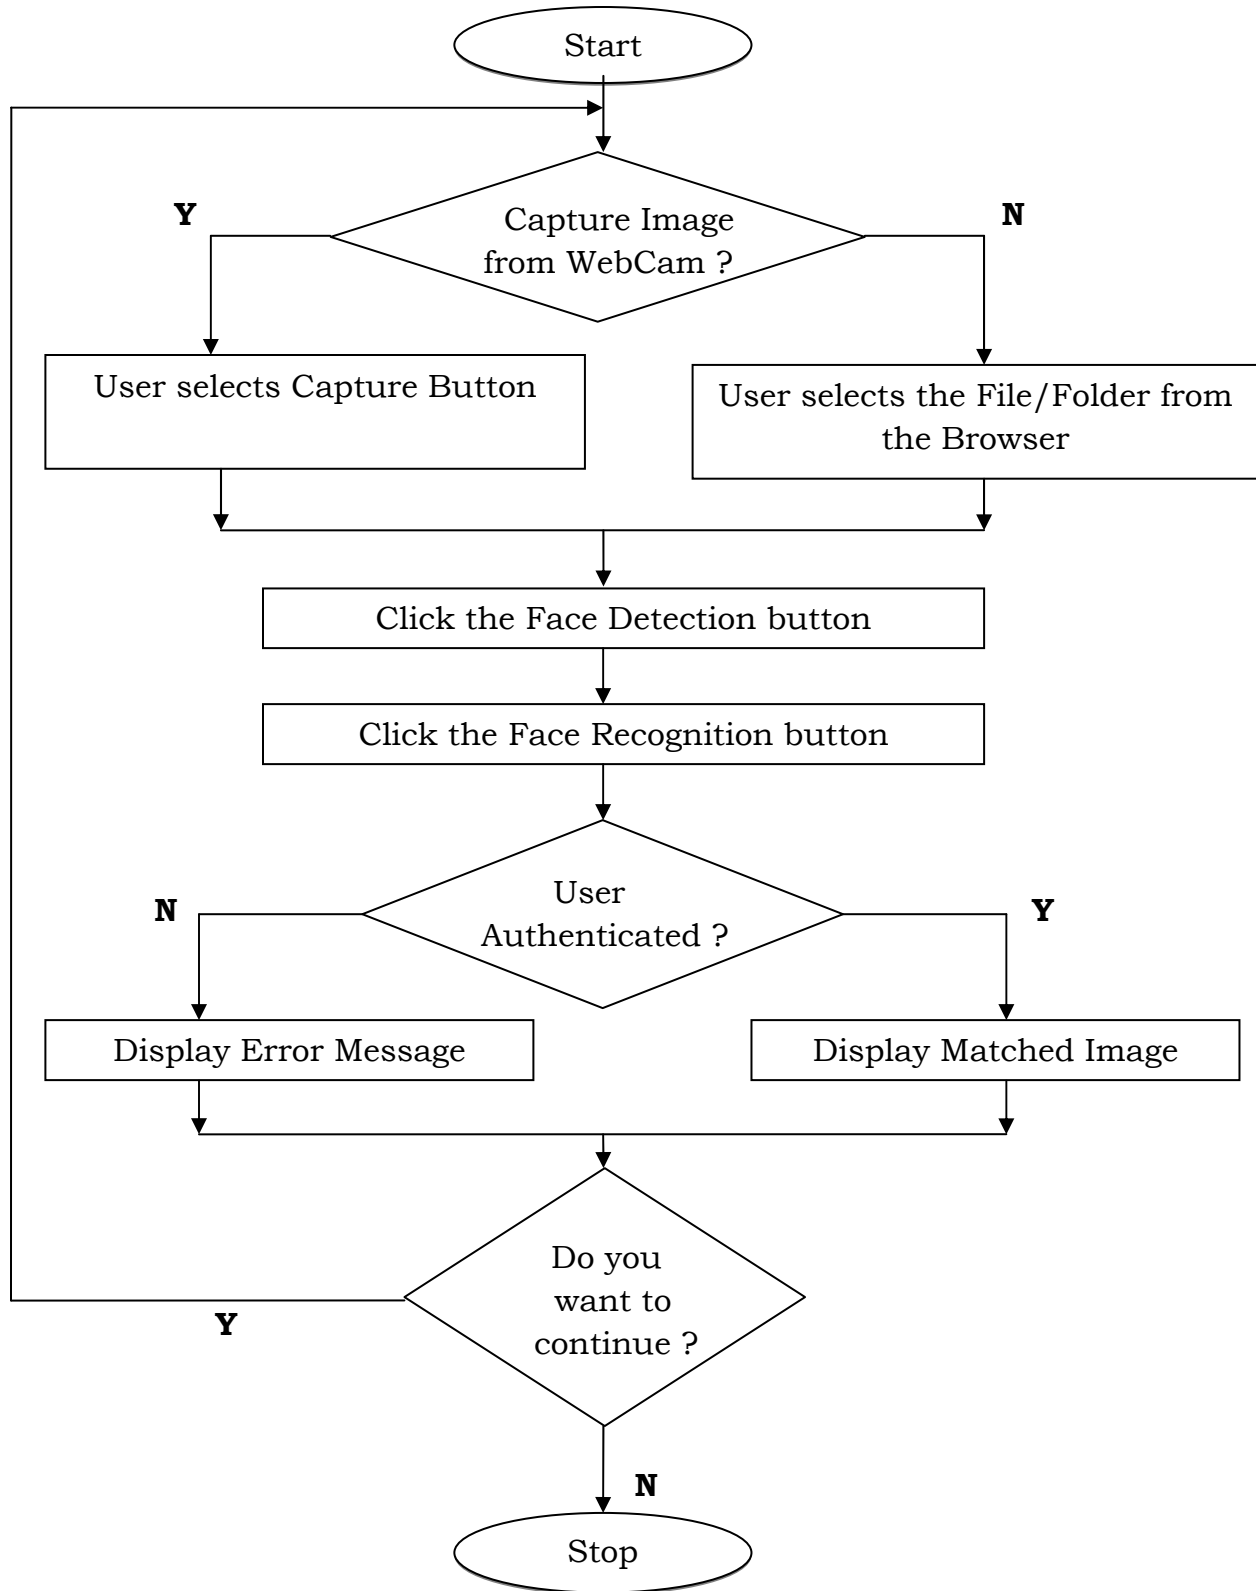 Start
Y
N
Capture Image
from WebCam ?
User selects Capture Button
User selects the File/Folder from
the Browser
Click the Face Detection button
Click the Face Recognition button
N
User
Authenticated ?
Y
Display Error Message
Display Matched Image
Do you
want to
continue ?
Y
N
Stop